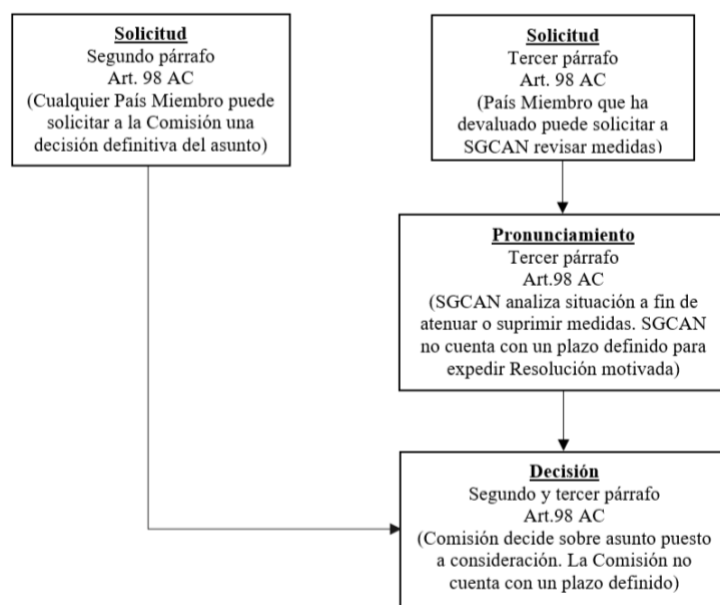 Solicitud
Segundo párrafo
Art. 98 AC
(Cualquier País Miembro puede
solicitar a la Comisión una
decisión definitiva del asunto)
Solicitud
Tercer párrafo
Art. 98 AC
(País Miembro que ha
devaluado puede solicitar a
SGCAN revisar medidas)
Pronunciamiento
Tercer párrafo
Art.98 AC
(SGCAN analiza situación a fin de
atenuar o suprimir medidas. SGCAN
no cuenta con un plazo definido para
expedir Resolución motivada)
Decisión
Segundo y tercer párrafo
Art.98 AC
(Comisión decide sobre asunto puesto
a consideración. La Comisión no
cuenta con un plazo definido)